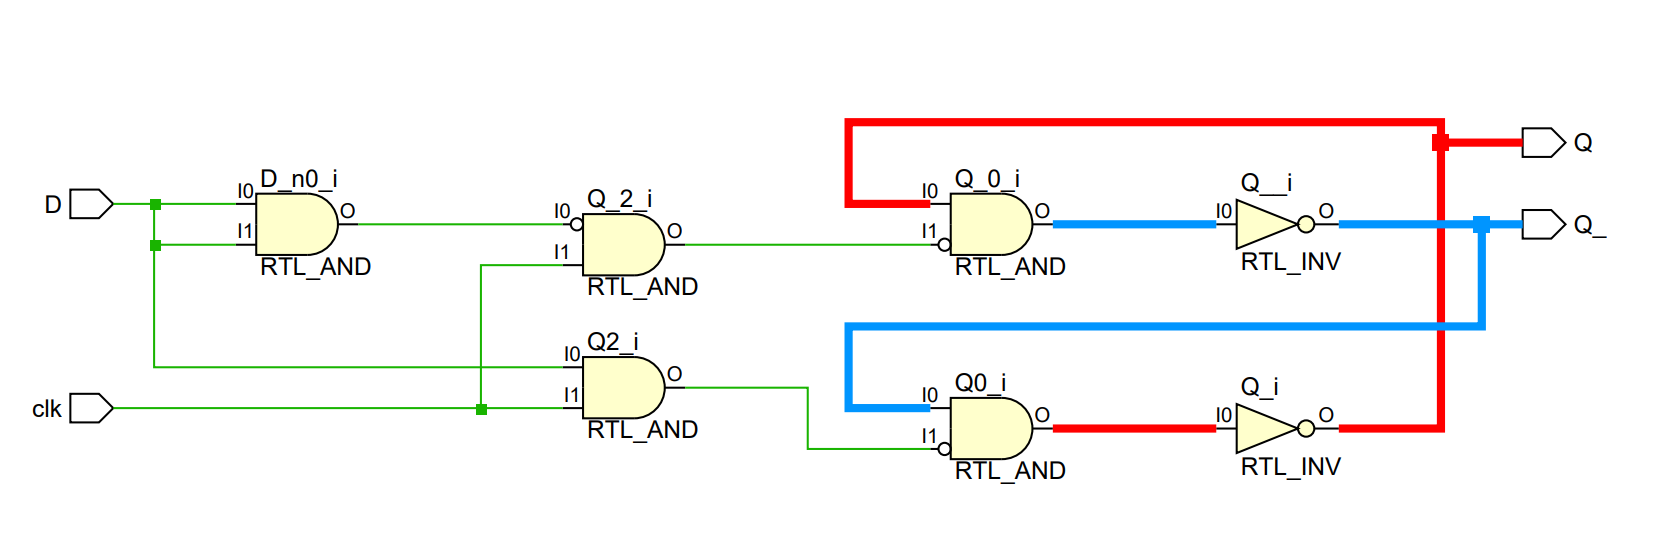 D
clk
D_n0_i
I0
I1
O
RTL_AND
Q_2_i
I0
I1
O
RTL_AND
Q2_i
I0
I1
O
RTL_AND
Q_0_i
I0
I1
O
RTL_AND
Q0_i
I0
I1
O
RTL_AND
Q__i
I0
O
RTL_INV
Q_i
I0
O
RTL_INV
Q
Q_